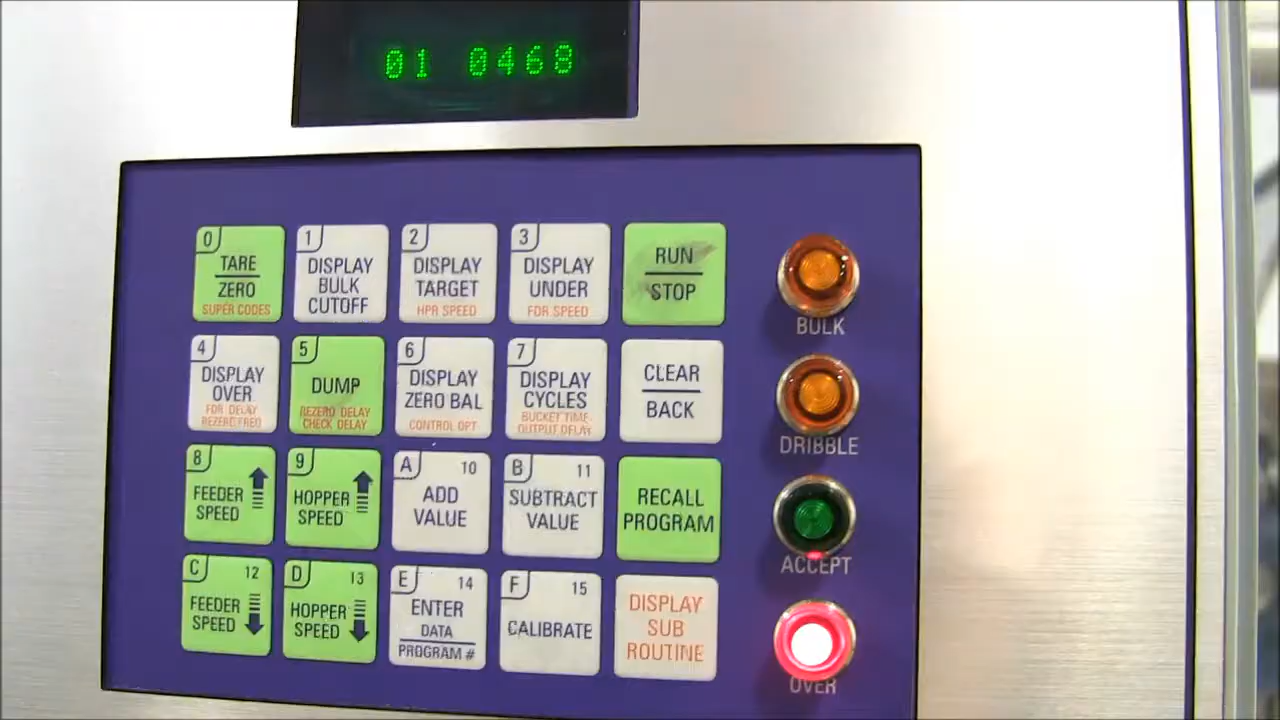 01 0468
0
TARE
ZERO
SUPER CODES
1
DISPLAY
BULK
CUTOFF
2
DISPLAY
TARGET
HPR SPEED
3
DISPLAY
UNDER
FDR SPEED
RUN
STOP
BULK
4
DISPLAY
OVER
FDR DELAY
REZERO FREQ
5
DUMP
REZERO DELAY
CHECK DELAY
6
DISPLAY
ZERO BAL
CONTROL OPT
7
DISPLAY
CYCLES
BUCKET TIME
OUTPUT DELAY
CLEAR
BACK
DRIBBLE
8
FEEDER
SPEED
9
HOPPER
SPEED
A 10
ADD
VALUE
B 11
SUBTRACT
VALUE
RECALL
PROGRAM
ACCEPT
C 12
FEEDER
SPEED
D 13
HOPPER
SPEED
E 14
ENTER
DATA
PROGRAM #
F 15
CALIBRATE
DISPLAY
SUB
ROUTINE
OVER